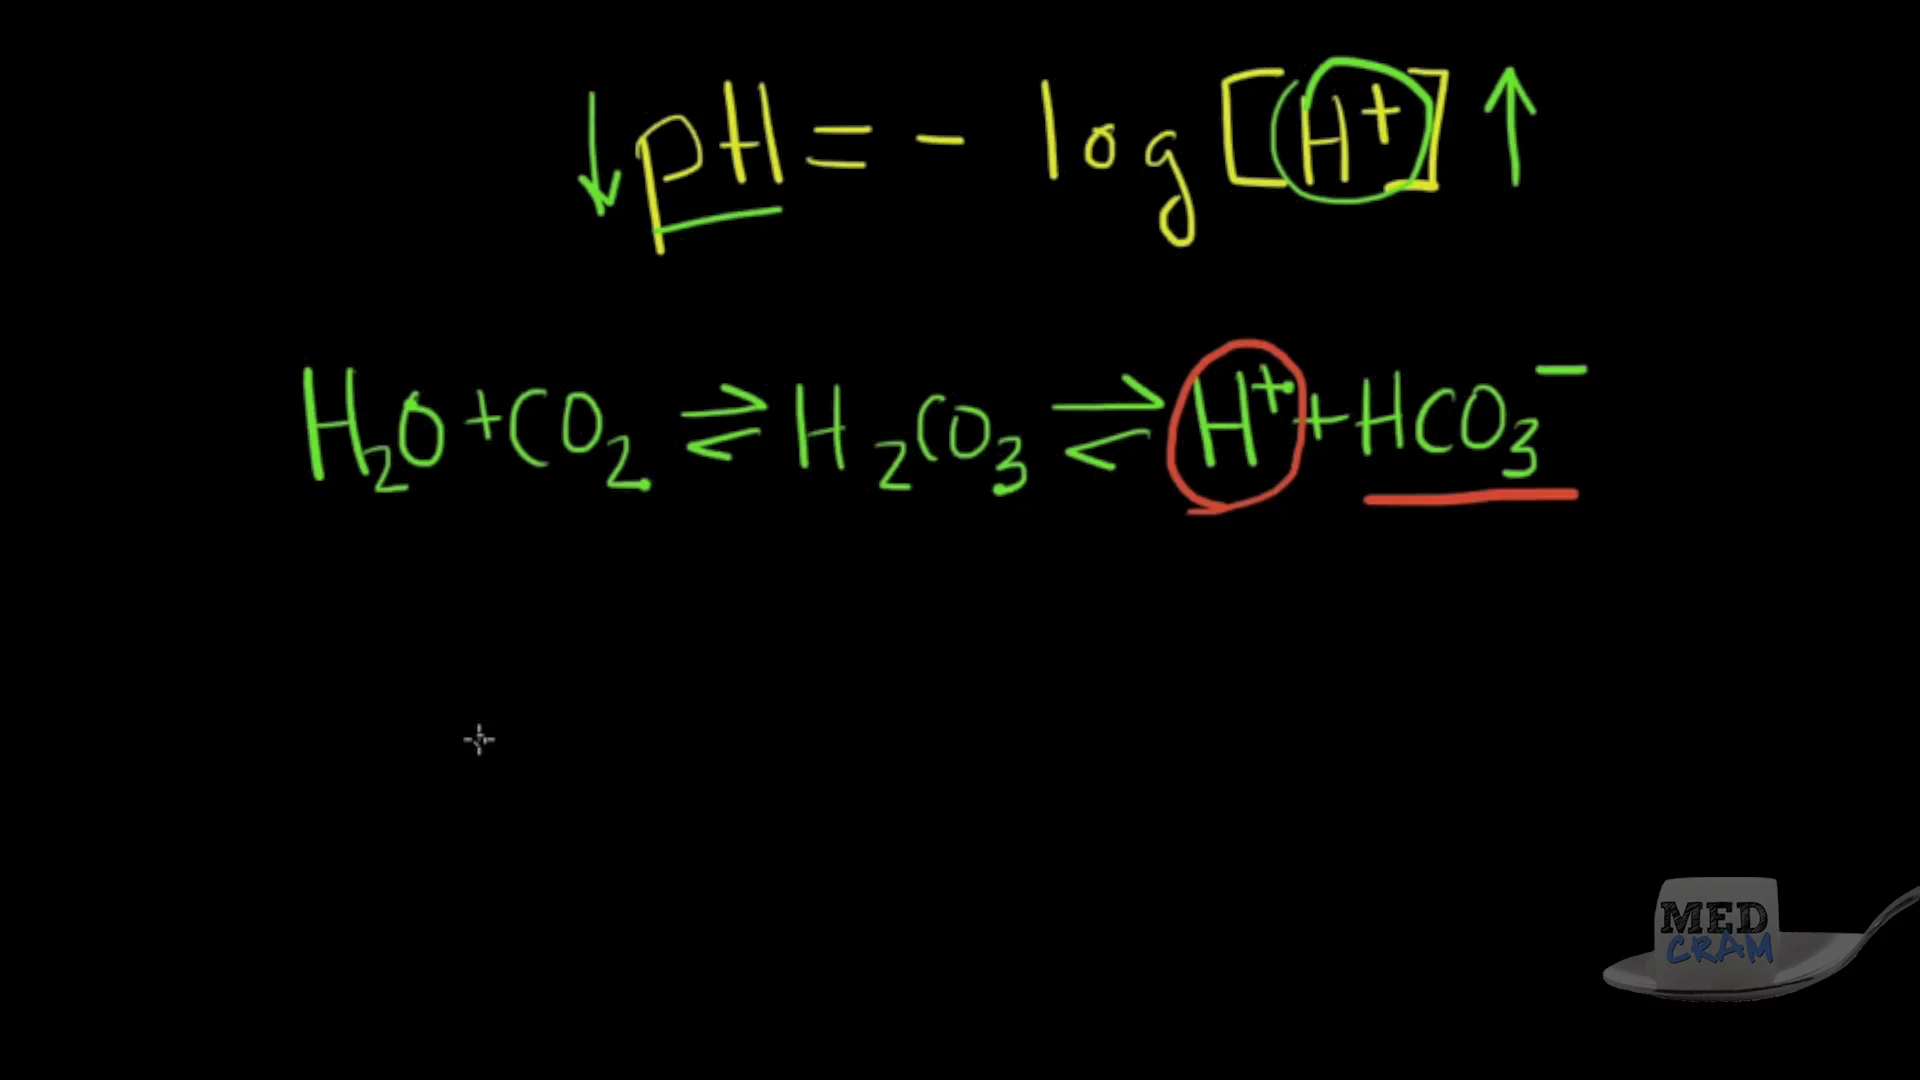 ↓ pH = - log [H⁺] ↑
H₂O + CO₂ ⇌ H₂CO₃ ⇌ H⁺ + HCO₃⁻
MED
CRAM